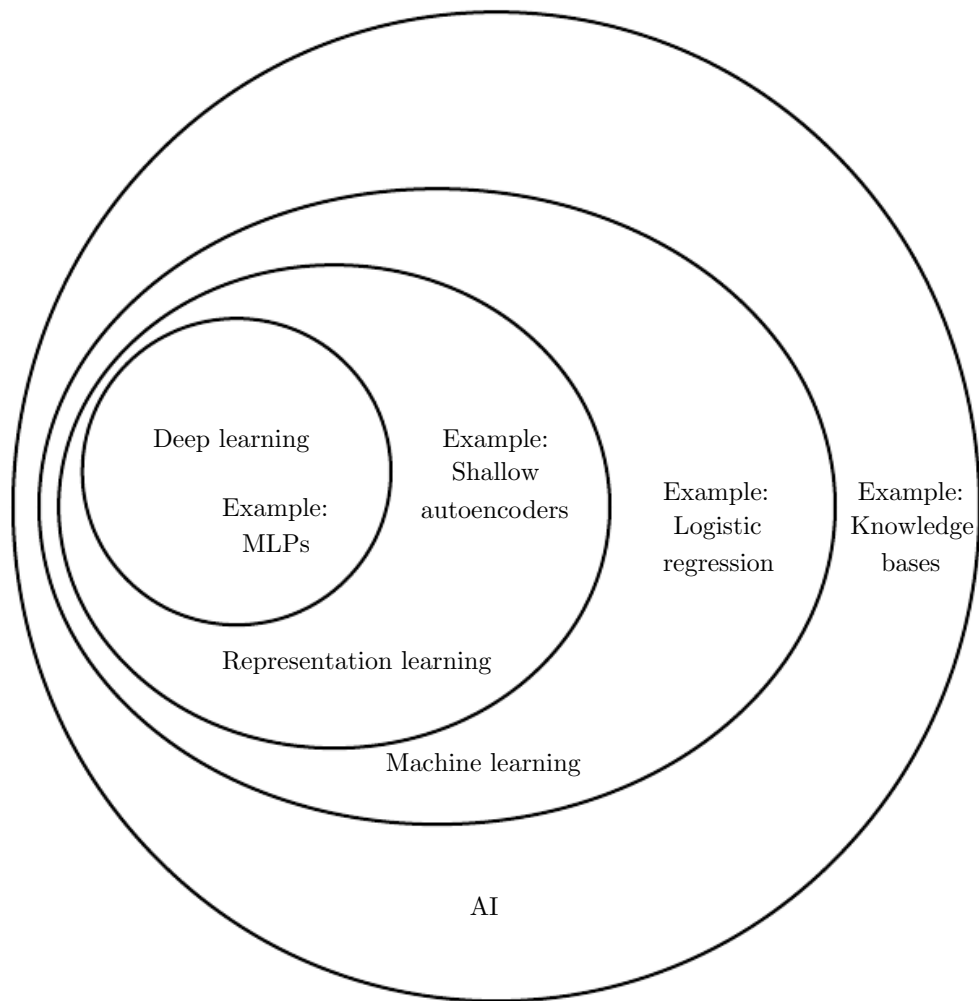 Deep learning
Example:
MLPs
Example:
Shallow
autoencoders
Example:
Logistic
regression
Example:
Knowledge
bases
Representation learning
Machine learning
AI